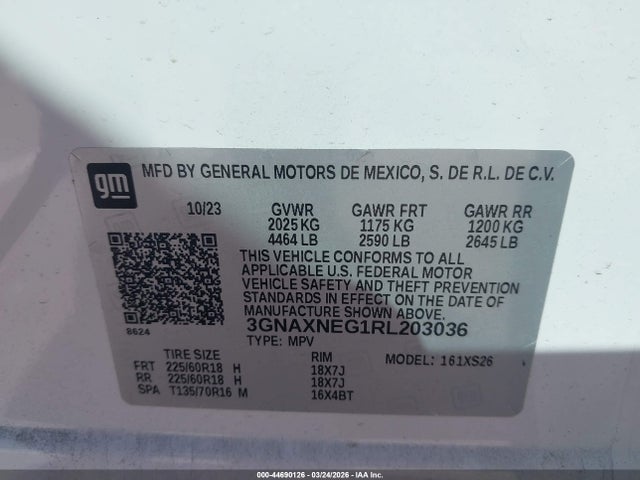 gm
MFD BY GENERAL MOTORS DE MEXICO, S. DE R.L. DE C.V.
10/23 GVWR GAWR FRT GAWR RR
2025 KG 1175 KG 1200 KG
4464 LB 2590 LB 2645 LB
THIS VEHICLE CONFORMS TO ALL
APPLICABLE U.S. FEDERAL MOTOR
VEHICLE SAFETY AND THEFT PREVENTION
STANDARDS IN EFFECT ON THE DATE OF
MANUFACTURE SHOWN ABOVE.
8624
3GNAXNEG1RL203036
TYPE: MPV MODEL: 161XS26
TIRE SIZE RIM
FRT 225/60R18 H 18X7J
RR 225/60R18 H 18X7J
SPA T135/70R16 M 16X4BT
000-44690126 - 03/24/2026 - IAA Inc.